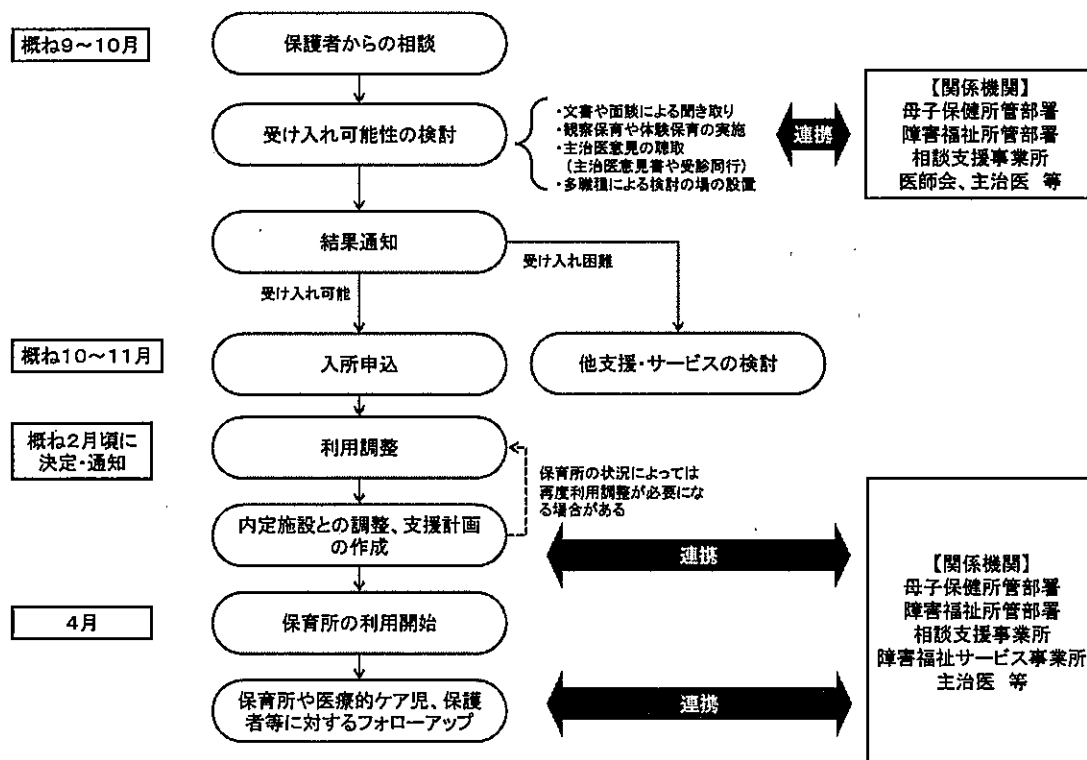 概ね9～10月
保護者からの相談
受け入れ可能性の検討
・文書や面談による聞き取り
・観察保育や体験保育の実施
・主治医意見の聴取
(主治医意見書や受診同行)
・多職種による検討の場の設置
連携
【関係機関】
母子保健所管部署
障害福祉所管部署
相談支援事業所
医師会、主治医 等
結果通知
受け入れ困難
受け入れ可能
概ね10～11月
入所申込
他支援・サービスの検討
概ね2月頃に
決定・通知
利用調整
保育所の状況によっては
再度利用調整が必要にな
る場合がある
内定施設との調整、支援計画
の作成
連携
【関係機関】
母子保健所管部署
障害福祉所管部署
相談支援事業所
障害福祉サービス事業所
主治医 等
4月
保育所の利用開始
保育所や医療的ケア児、保護
者等に対するフォローアップ
連携